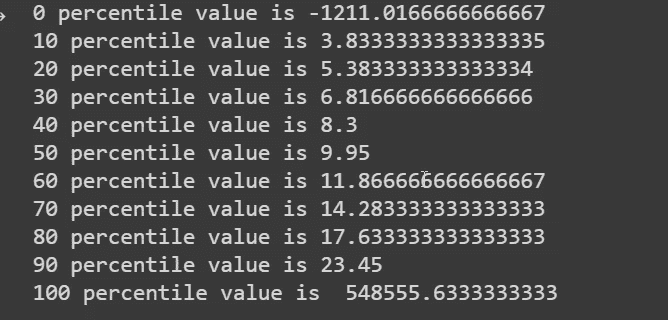 0 percentile value is -1211.0166666666667
10 percentile value is 3.8333333333333335
20 percentile value is 5.383333333333334
30 percentile value is 6.816666666666666
40 percentile value is 8.3
50 percentile value is 9.95
60 percentile value is 11.866666666666667
70 percentile value is 14.283333333333333
80 percentile value is 17.633333333333333
90 percentile value is 23.45
100 percentile value is  548555.6333333333